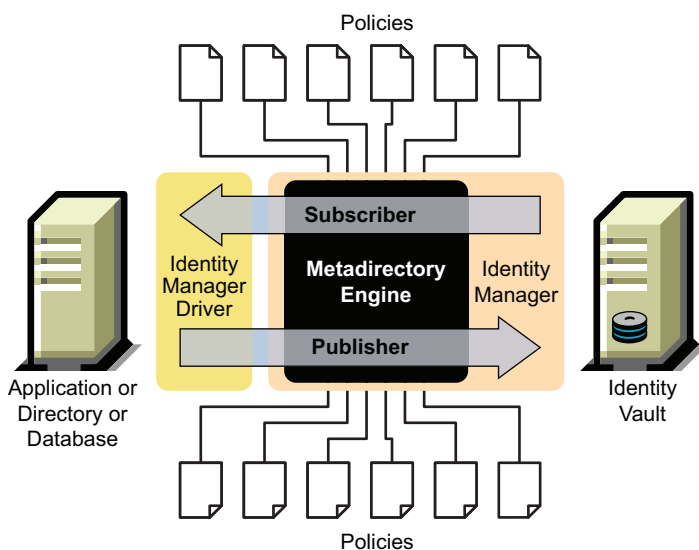 Policies
Subscriber
Identity
Manager
Driver
Metadirectory
Engine
Identity
Manager
Publisher
Application or
Directory or
Database
Identity
Vault
Policies